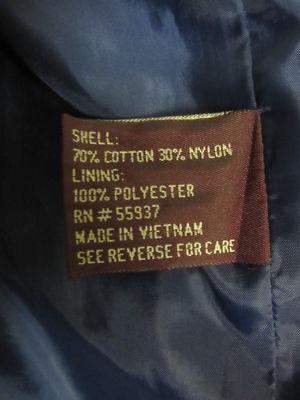 SHELL:
70% COTTON 30% NYLON
LINING:
100% POLYESTER
RN # 55937
MADE IN VIETNAM
SEE REVERSE FOR CARE